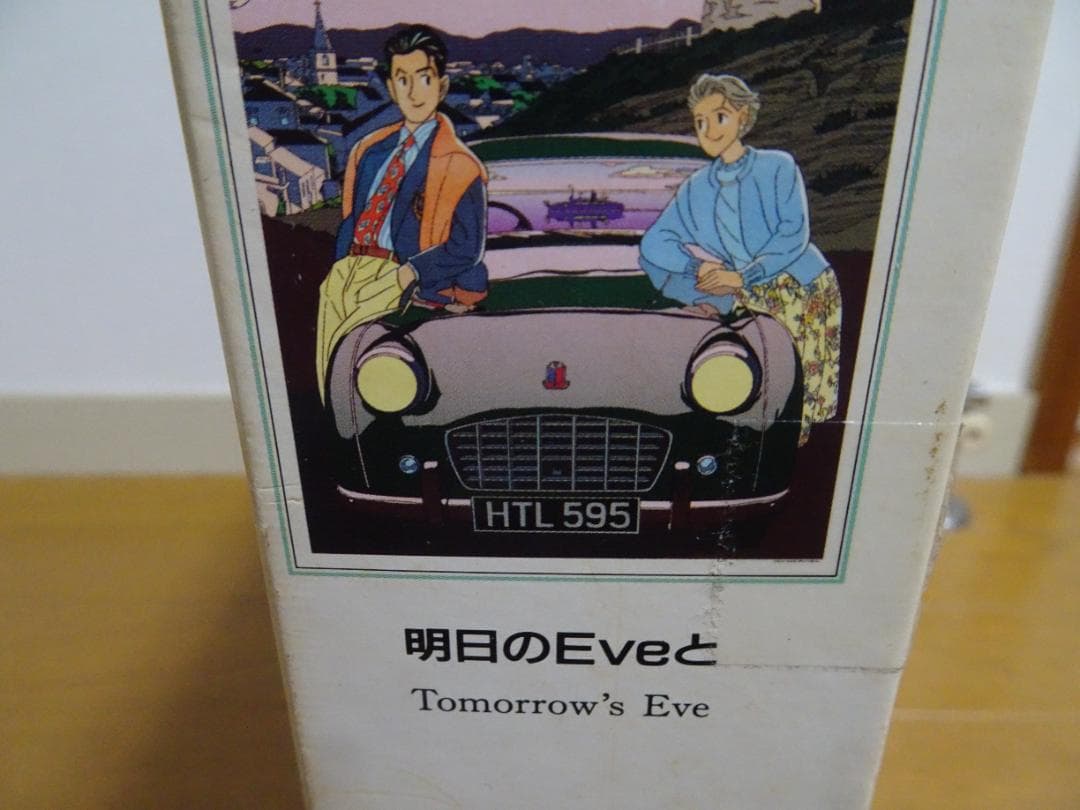 HTL 595
明日のEveと
Tomorrow's Eve